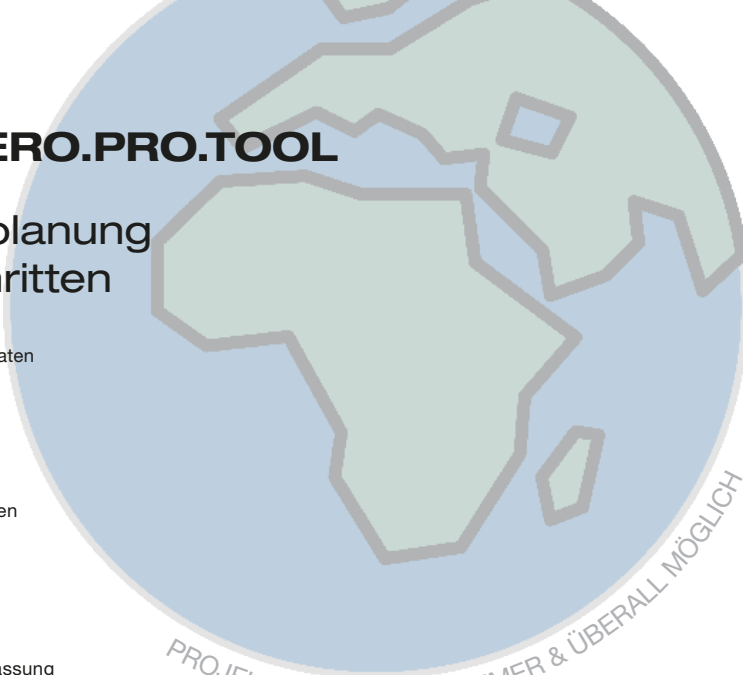 ERO.PRO.TOOL
planung
ritten
aten
en
assung
PROJE MER & ÜBERALL MÖGLICH